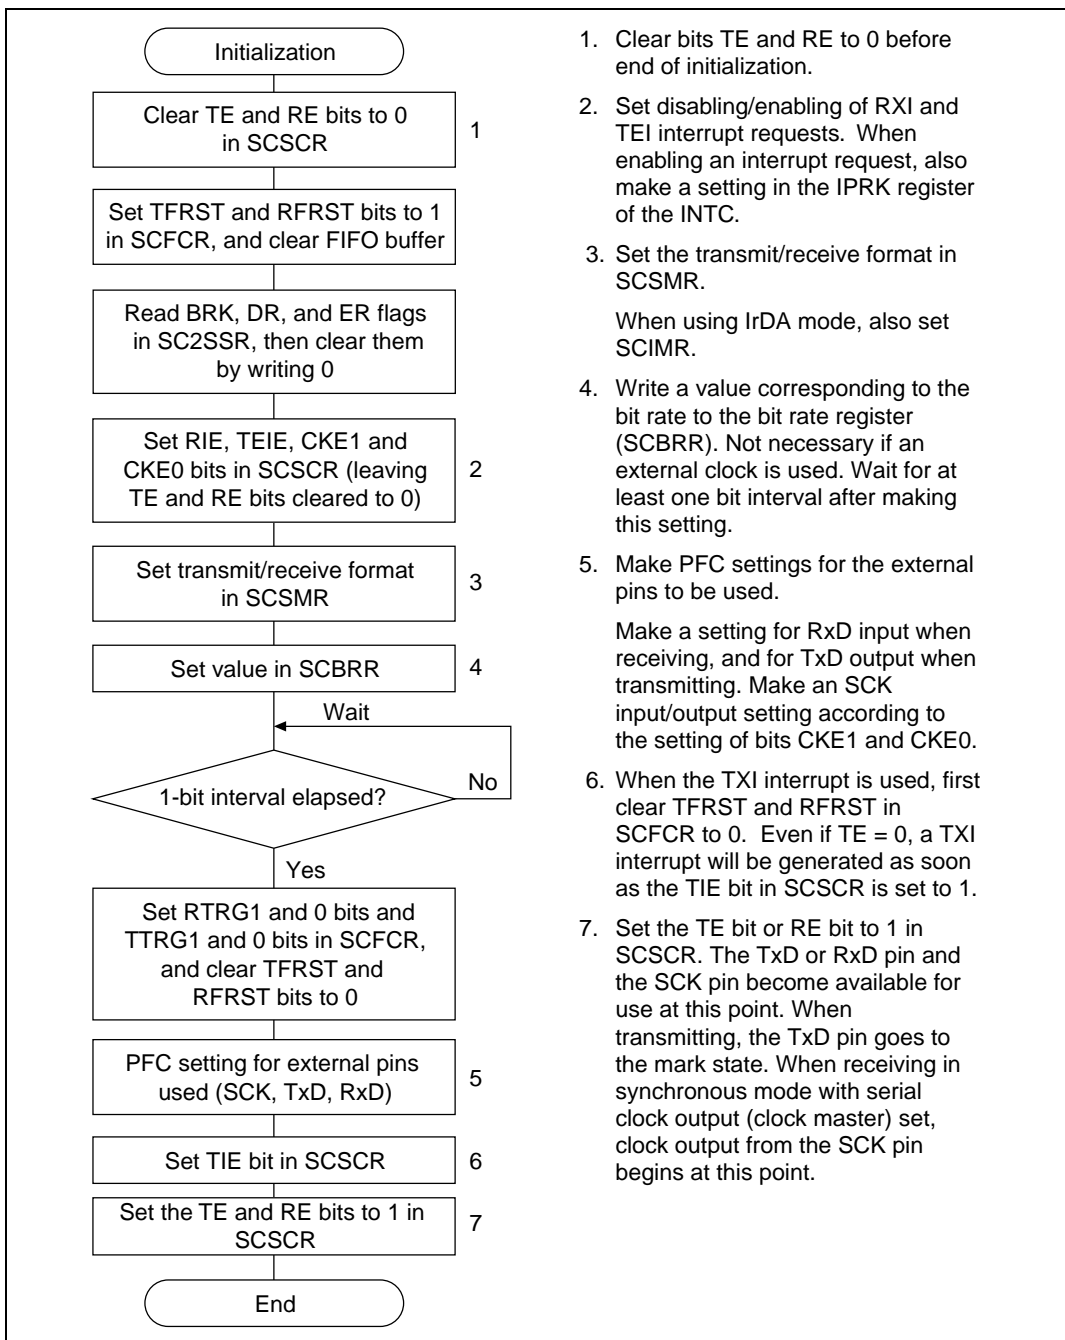 Initialization
Clear TE and RE bits to 0
in SCSCR
1
Set TFRST and RFRST bits to 1
in SCFCR, and clear FIFO buffer
Read BRK, DR, and ER flags
in SC2SSR, then clear them
by writing 0
Set RIE, TEIE, CKE1 and
CKE0 bits in SCSCR (leaving
TE and RE bits cleared to 0)
2
Set transmit/receive format
in SCSMR
3
Set value in SCBRR
4
Wait
1-bit interval elapsed?
No
Yes
Set RTRG1 and 0 bits and
TTRG1 and 0 bits in SCFCR,
and clear TFRST and
RFRST bits to 0
PFC setting for external pins
used (SCK, TxD, RxD)
5
Set TIE bit in SCSCR
6
Set the TE and RE bits to 1 in
SCSCR
7
End
1. Clear bits TE and RE to 0 before
end of initialization.
2. Set disabling/enabling of RXI and
TEI interrupt requests. When
enabling an interrupt request, also
make a setting in the IPRK register
of the INTC.
3. Set the transmit/receive format in
SCSMR.
When using IrDA mode, also set
SCIMR.
4. Write a value corresponding to the
bit rate to the bit rate register
(SCBRR). Not necessary if an
external clock is used. Wait for at
least one bit interval after making
this setting.
5. Make PFC settings for the external
pins to be used.
Make a setting for RxD input when
receiving, and for TxD output when
transmitting. Make an SCK
input/output setting according to
the setting of bits CKE1 and CKE0.
6. When the TXI interrupt is used, first
clear TFRST and RFRST in
SCFCR to 0. Even if TE = 0, a TXI
interrupt will be generated as soon
as the TIE bit in SCSCR is set to 1.
7. Set the TE bit or RE bit to 1 in
SCSCR. The TxD or RxD pin and
the SCK pin become available for
use at this point. When
transmitting, the TxD pin goes to
the mark state. When receiving in
synchronous mode with serial
clock output (clock master) set,
clock output from the SCK pin
begins at this point.